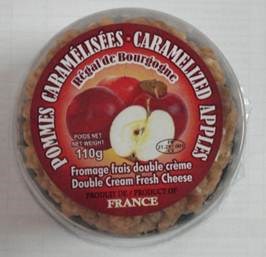 POMMES CARAMÉLISÉES · CARAMELIZED APPLES
Régal de Bourgogne
POIDS NET
NET WEIGHT
110g
Fromage frais double crème
Double Cream Fresh Cheese
PRODUIT DE / PRODUCT OF
FRANCE